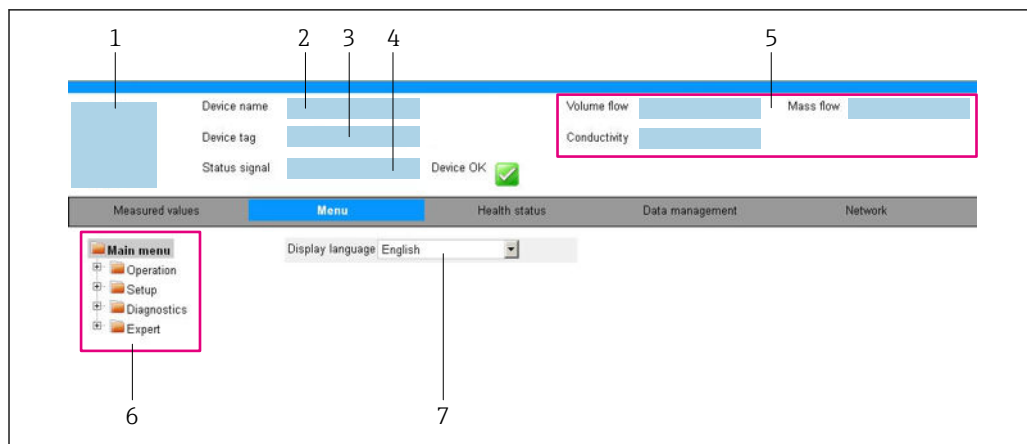 1 2 3 4 5
Device name Volume flow Mass flow
Device tag Conductivity
Status signal Device OK
Measured values Menu Health status Data management Network
Main menu Display language English
Operation
Setup
Diagnostics
Expert
6 7